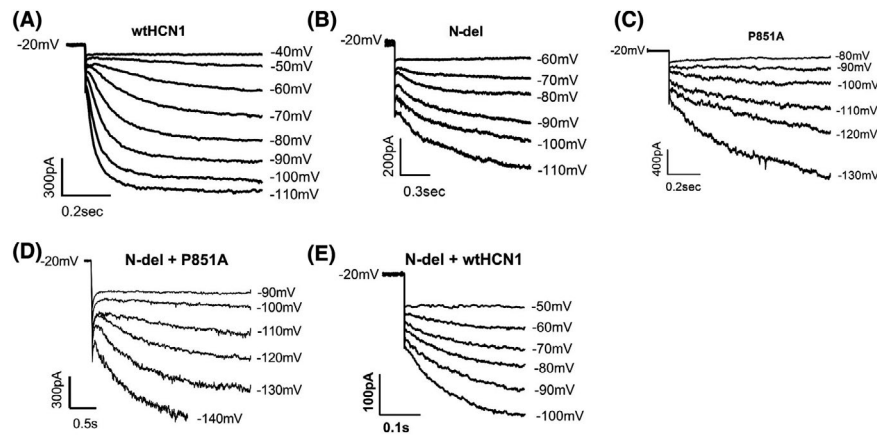 (A)
wtHCN1
-20mV
-40mV
-50mV
-60mV
-70mV
-80mV
-90mV
-100mV
-110mV
300pA
0.2sec
(B)
N-del
-20mV
-60mV
-70mV
-80mV
-90mV
-100mV
-110mV
200pA
0.3sec
(C)
P851A
-20mV
-80mV
-90mV
-100mV
-110mV
-120mV
-130mV
400pA
0.2sec
(D)
N-del + P851A
-20mV
-90mV
-100mV
-110mV
-120mV
-130mV
-140mV
300pA
0.5s
(E)
N-del + wtHCN1
-20mV
-50mV
-60mV
-70mV
-80mV
-90mV
-100mV
100pA
0.1s